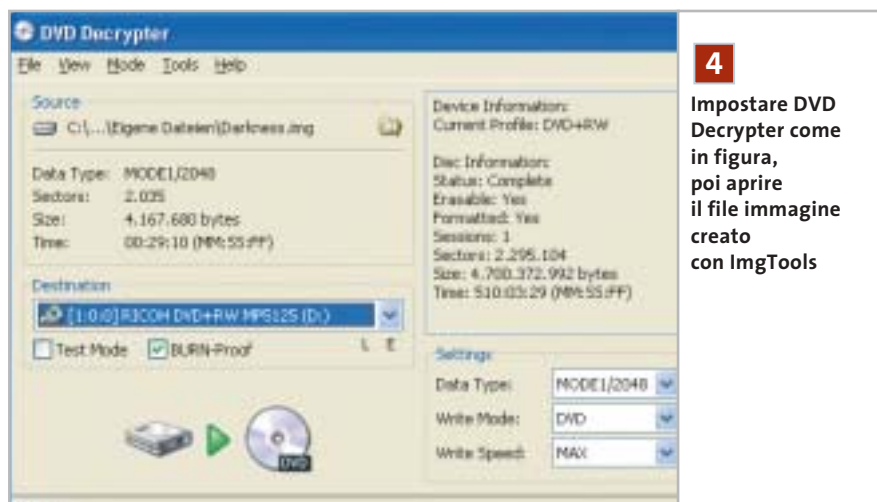 DVD Decrypter
File View Mode Tools Help
Source
C:\...\Eigene Dateien\Darkness.img
Data Type: MODE1/2048
Sectors: 2.035
Size: 4.167.680 bytes
Time: 00:29:10 (MM:SS:FF)
Destination
[1:0:0] RICOH DVD+RW MP5125 (D:)
Test Mode
BURN-Proof
L E
Device Information:
Current Profile: DVD+RW
Disc Information:
Status: Complete
Erasable: Yes
Formatted: Yes
Sessions: 1
Sectors: 2.295.104
Size: 4.700.372.992 bytes
Time: 510:03:29 (MM:SS:FF)
Settings
Data Type: MODE1/2048
Write Mode: DVD
Write Speed: MAX
DVD
4
Impostare DVD
Decrypter come
in figura,
poi aprire
il file immagine
creato
con ImgTools